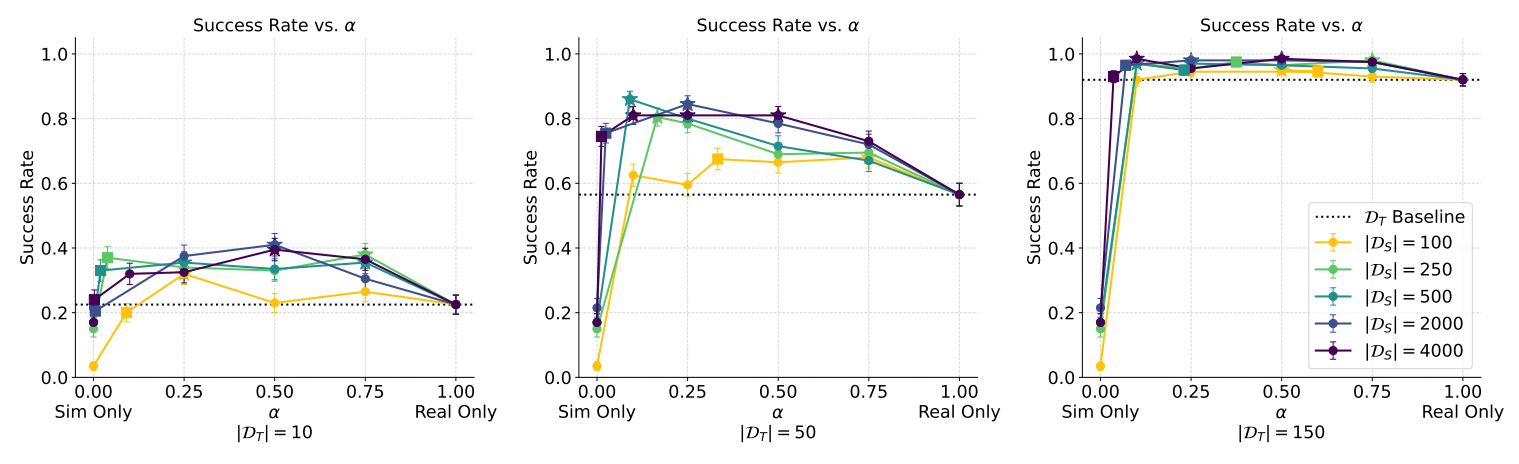 Success Rate vs. α
1.0
0.8
0.6
0.4
0.2
0.0
Success Rate
0.00 0.25 0.50 0.75 1.00
Sim Only α Real Only
|𝒟_T| = 10
Success Rate vs. α
1.0
0.8
0.6
0.4
0.2
0.0
Success Rate
0.00 0.25 0.50 0.75 1.00
Sim Only α Real Only
|𝒟_T| = 50
Success Rate vs. α
1.0
0.8
0.6
0.4
0.2
0.0
Success Rate
𝒟_T Baseline
|𝒟_S| = 100
|𝒟_S| = 250
|𝒟_S| = 500
|𝒟_S| = 2000
|𝒟_S| = 4000
0.00 0.25 0.50 0.75 1.00
Sim Only α Real Only
|𝒟_T| = 150